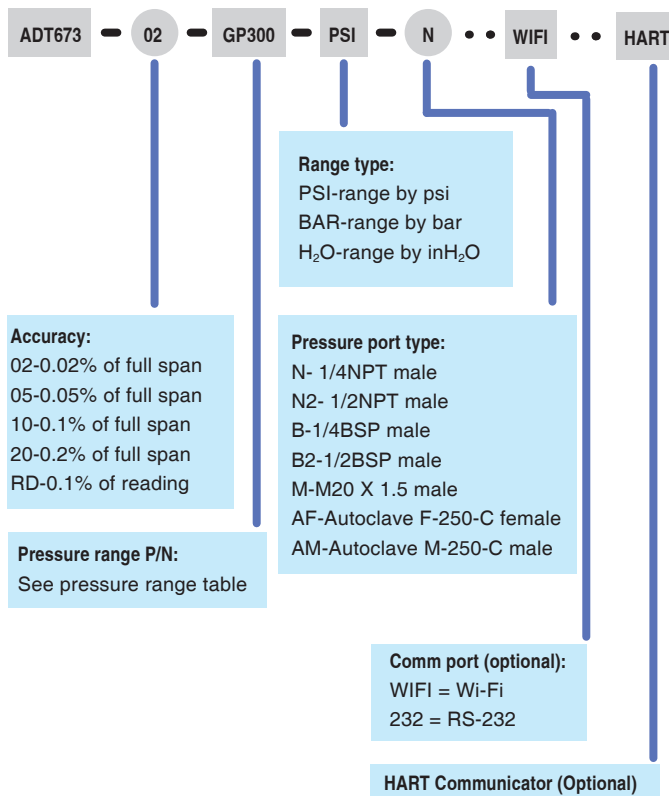 ADT673 02 GP300 PSI N WIFI HART
Range type:
PSI-range by psi
BAR-range by bar
H₂O-range by inH₂O
Accuracy:
02-0.02% of full span
05-0.05% of full span
10-0.1% of full span
20-0.2% of full span
RD-0.1% of reading
Pressure port type:
N- 1/4NPT male
N2- 1/2NPT male
B-1/4BSP male
B2-1/2BSP male
M-M20 X 1.5 male
AF-Autoclave F-250-C female
AM-Autoclave M-250-C male
Pressure range P/N:
See pressure range table
Comm port (optional):
WIFI = Wi-Fi
232 = RS-232
HART Communicator (Optional)